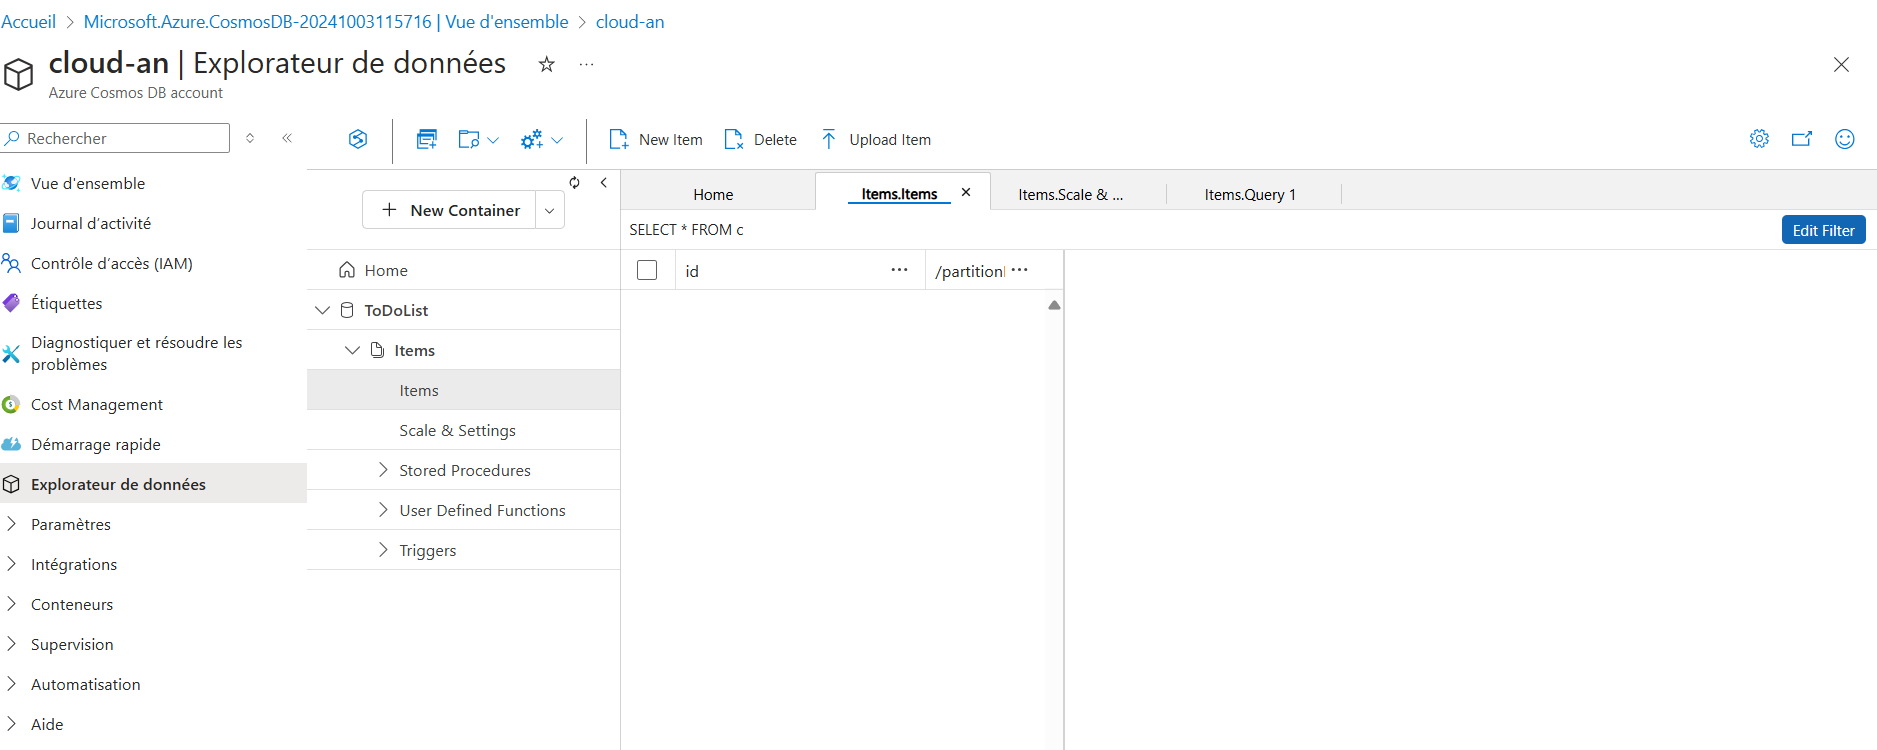 Accueil > Microsoft.Azure.CosmosDB-20241003115716 | Vue d'ensemble > cloud-an
cloud-an | Explorateur de données
Azure Cosmos DB account
Rechercher
New Item
Delete
Upload Item
Vue d'ensemble
Journal d’activité
Contrôle d’accès (IAM)
Étiquettes
Diagnostiquer et résoudre les
problèmes
Cost Management
Démarrage rapide
Explorateur de données
Paramètres
Intégrations
Conteneurs
Supervision
Automatisation
Aide
New Container
Home
ToDoList
Items
Items
Scale & Settings
Stored Procedures
User Defined Functions
Triggers
Home
Items.Items
Items.Scale & ...
Items.Query 1
SELECT * FROM c
Edit Filter
id
/partition